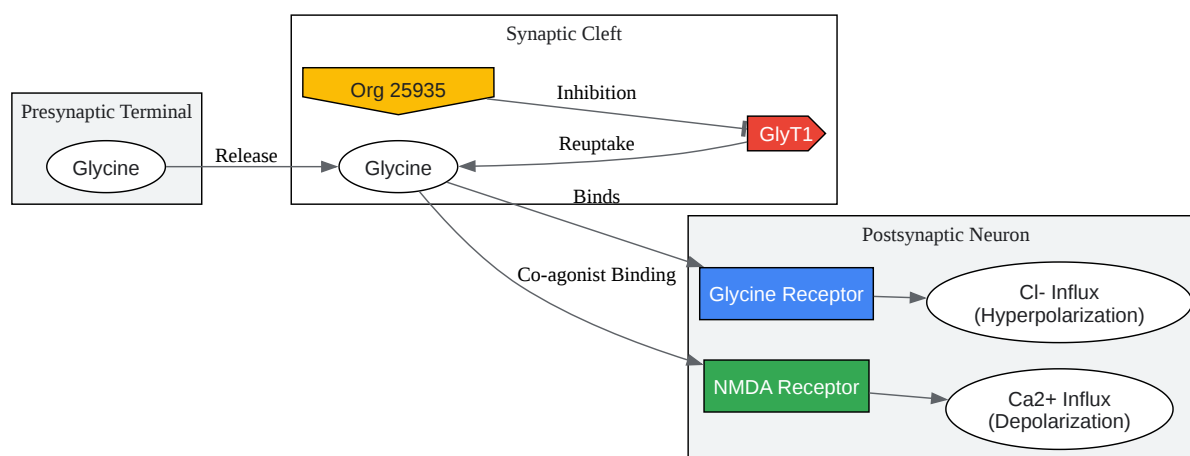 Synaptic Cleft
Org 25935
Inhibition
GlyT1
Presynaptic Terminal
Glycine
Release
Glycine
Reuptake
Binds
Co-agonist Binding
Postsynaptic Neuron
Glycine Receptor
Cl- Influx
(Hyperpolarization)
NMDA Receptor
Ca2+ Influx
(Depolarization)